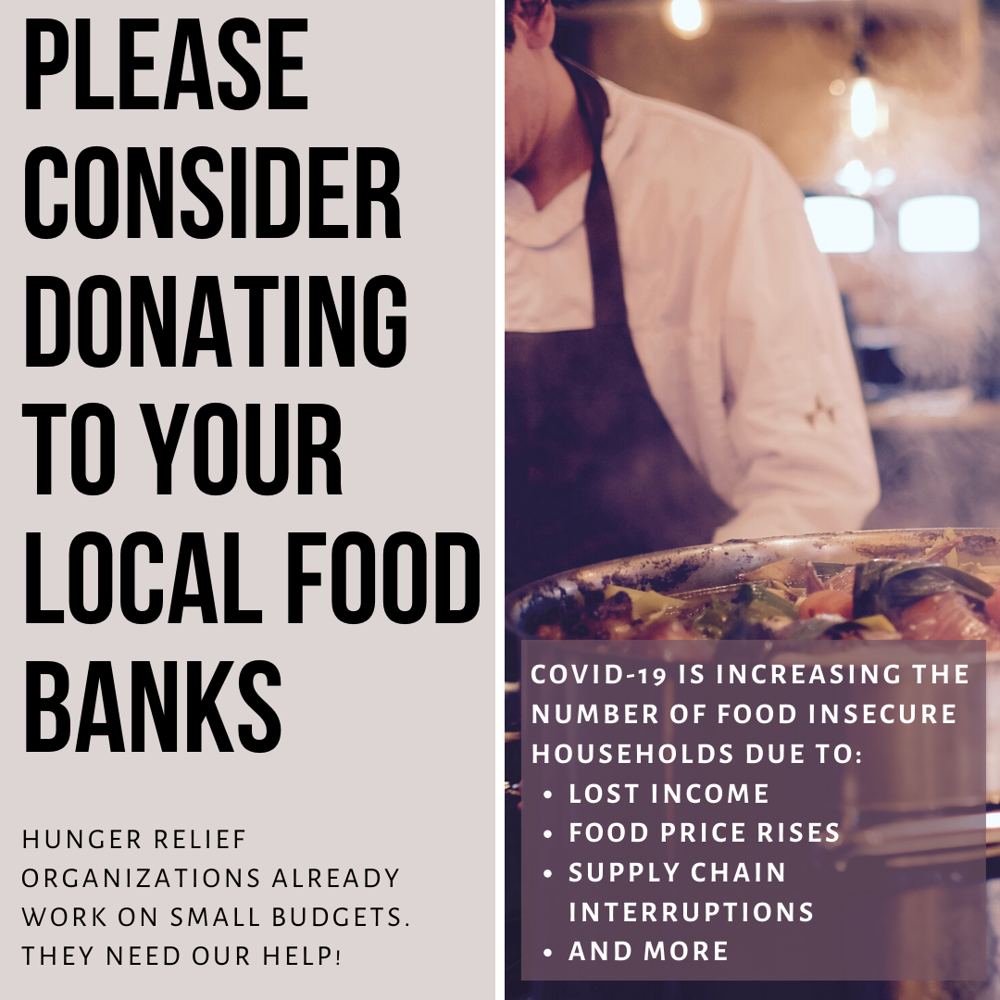 PLEASE
CONSIDER
DONATING
TO YOUR
LOCAL FOOD
BANKS
HUNGER RELIEF
ORGANIZATIONS ALREADY
WORK ON SMALL BUDGETS.
THEY NEED OUR HELP!
COVID-19 IS INCREASING THE
NUMBER OF FOOD INSECURE
HOUSEHOLDS DUE TO:
• LOST INCOME
• FOOD PRICE RISES
• SUPPLY CHAIN
INTERRUPTIONS
• AND MORE